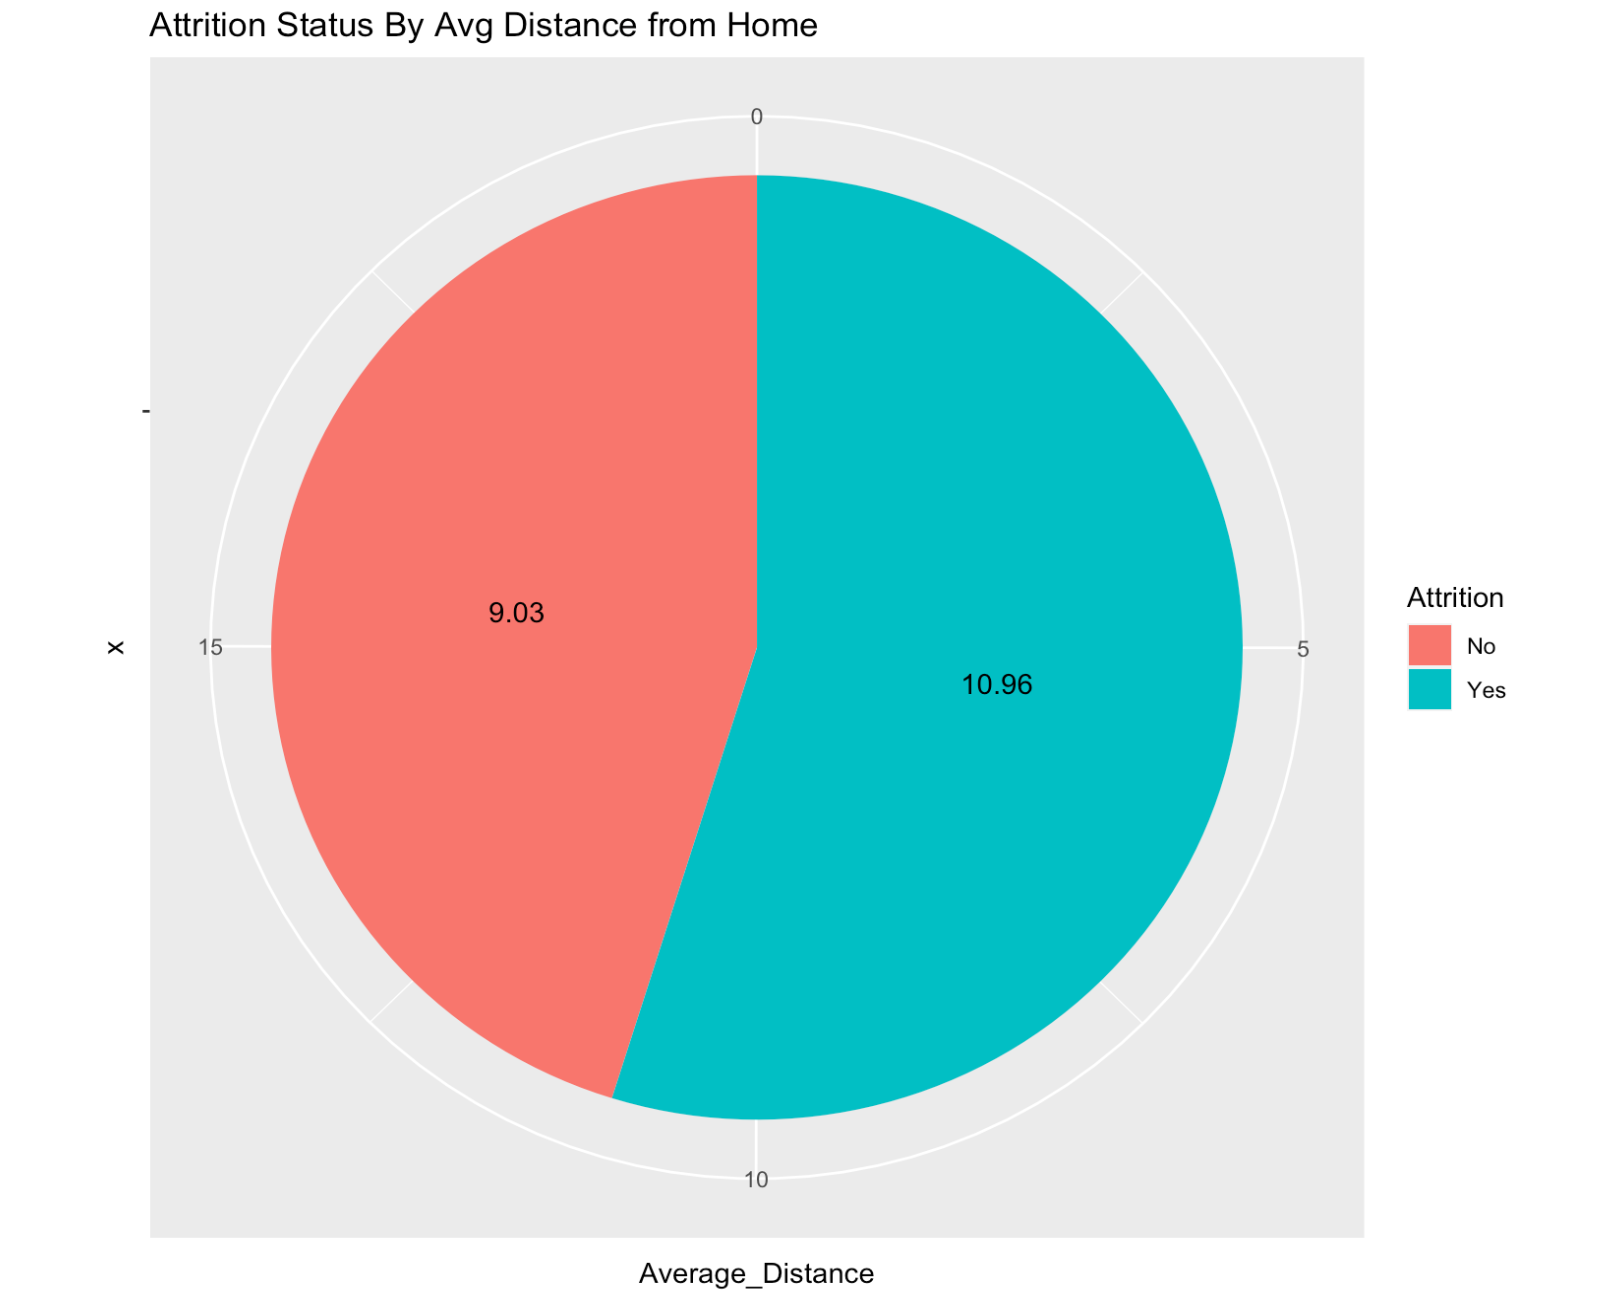 Attrition Status By Avg Distance from Home
0
9.03
Attrition
x
15
5
No
10.96
Yes
10
Average_Distance